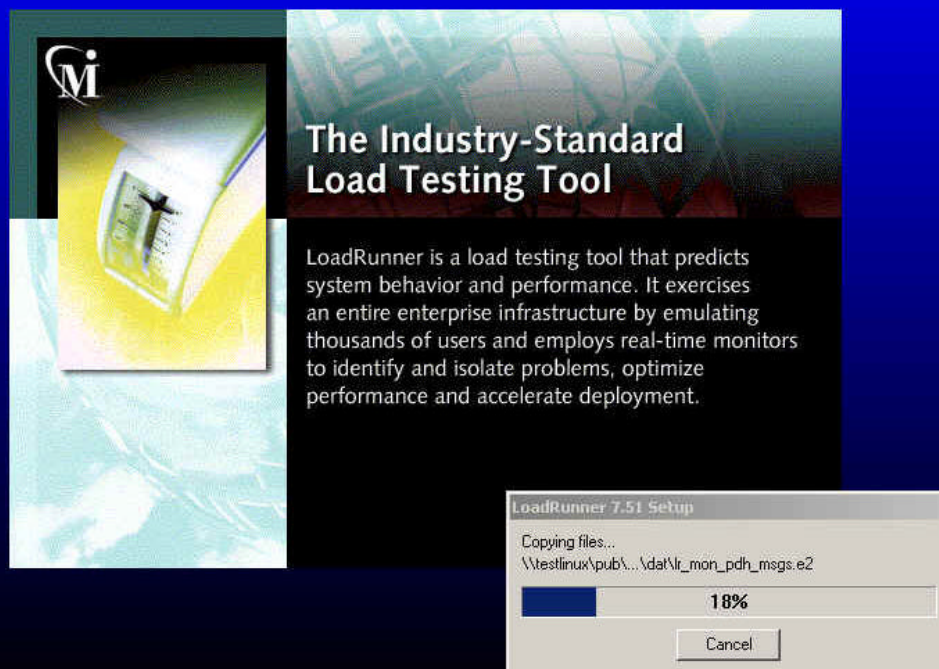 MI
The Industry-Standard
Load Testing Tool
LoadRunner is a load testing tool that predicts
system behavior and performance. It exercises
an entire enterprise infrastructure by emulating
thousands of users and employs real-time monitors
to identify and isolate problems, optimize
performance and accelerate deployment.
LoadRunner 7.51 Setup
Copying files...
\\testlinux\pub\...\dat\lr_mon_pdh_msgs.e2
18%
Cancel